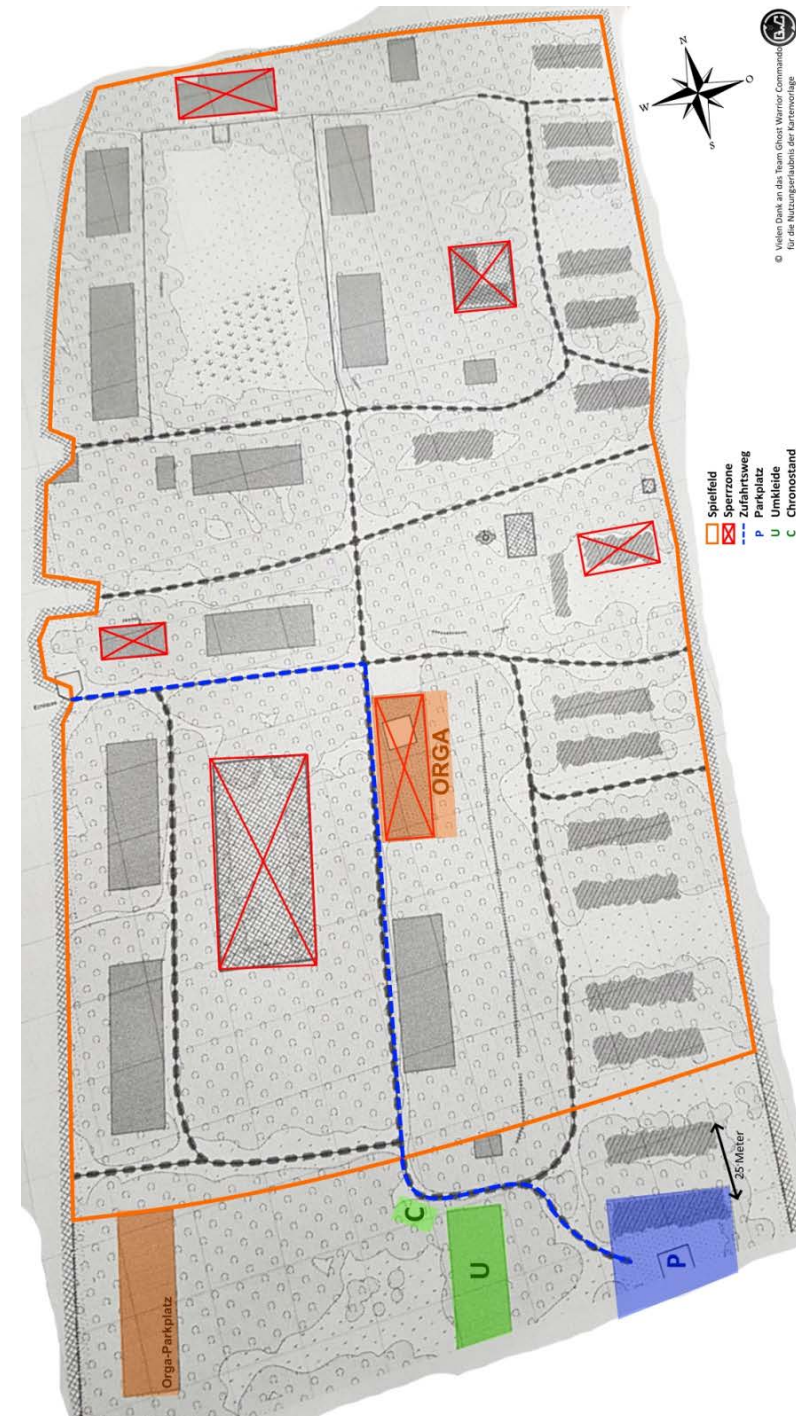 N
W
O
S
BWC
© Vielen Dank an das Team Ghost Warrior Commando
für die Nutzungserlaubnis der Kartenvorlage
Spielfeld
Sperrzone
Zufahrtsweg
P Parkplatz
U Umkleide
C Chronostand
ORGA
25 Meter
C
U
P
Orga-Parkplatz